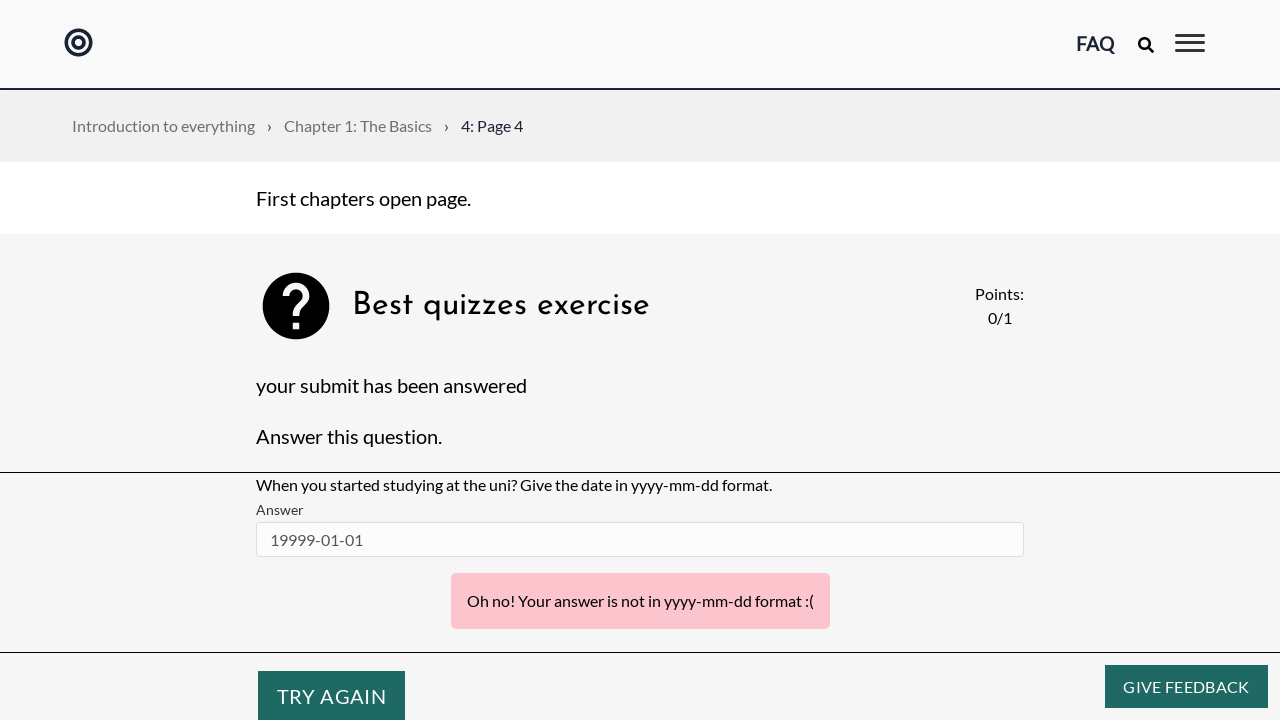 FAQ
Introduction to everything › Chapter 1: The Basics › 4: Page 4
First chapters open page.
Best quizzes exercise
Points:
0/1
your submit has been answered
Answer this question.
When you started studying at the uni? Give the date in yyyy-mm-dd format.
Answer
19999-01-01
Oh no! Your answer is not in yyyy-mm-dd format :(
TRY AGAIN
GIVE FEEDBACK